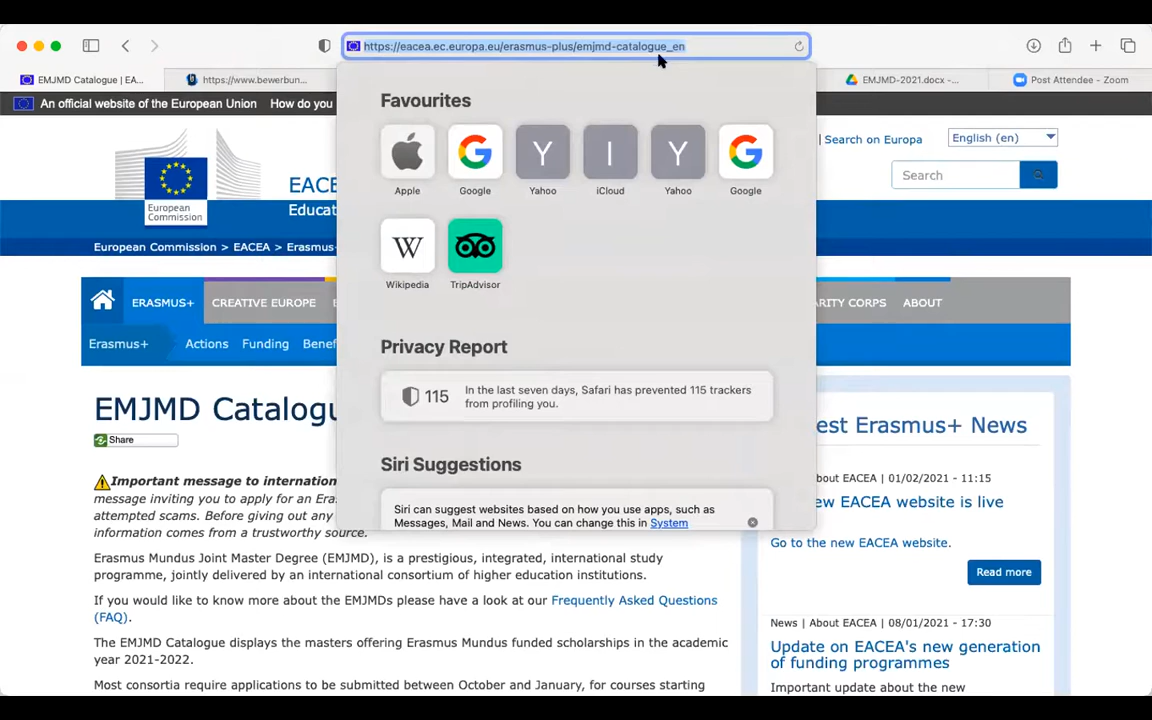 https://eacea.ec.europa.eu/erasmus-plus/emjmd-catalogue_en
EMJMD Catalogue | EA...
https://www.bewerbun...
EMJMD-2021.docx -...
Post Attendee - Zoom
An official website of the European Union
How do you
Favourites
Apple
Google
Y
Yahoo
I
iCloud
Y
Yahoo
Google
W
Wikipedia
TripAdvisor
Privacy Report
115
In the last seven days, Safari has prevented 115 trackers
from profiling you.
Siri Suggestions
Siri can suggest websites based on how you use apps, such as
Messages, Mail and News. You can change this in System
| Search on Europa
English (en)
Search
European
Commission
EACE
Educat
European Commission > EACEA > Erasmus+
ERASMUS+
CREATIVE EUROPE
ARITY CORPS
ABOUT
Erasmus+
Actions
Funding
Benef
EMJMD Catalogu
Share
Important message to internation
message inviting you to apply for an Era
attempted scams. Before giving out any
information comes from a trustworthy source.
Erasmus Mundus Joint Master Degree (EMJMD), is a prestigious, integrated, international study
programme, jointly delivered by an international consortium of higher education institutions.
If you would like to know more about the EMJMDs please have a look at our Frequently Asked Questions
(FAQ).
The EMJMD Catalogue displays the masters offering Erasmus Mundus funded scholarships in the academic
year 2021-2022.
Most consortia require applications to be submitted between October and January, for courses starting
est Erasmus+ News
About EACEA | 01/02/2021 - 11:15
ew EACEA website is live
Go to the new EACEA website.
Read more
News | About EACEA | 08/01/2021 - 17:30
Update on EACEA's new generation
of funding programmes
Important update about the new